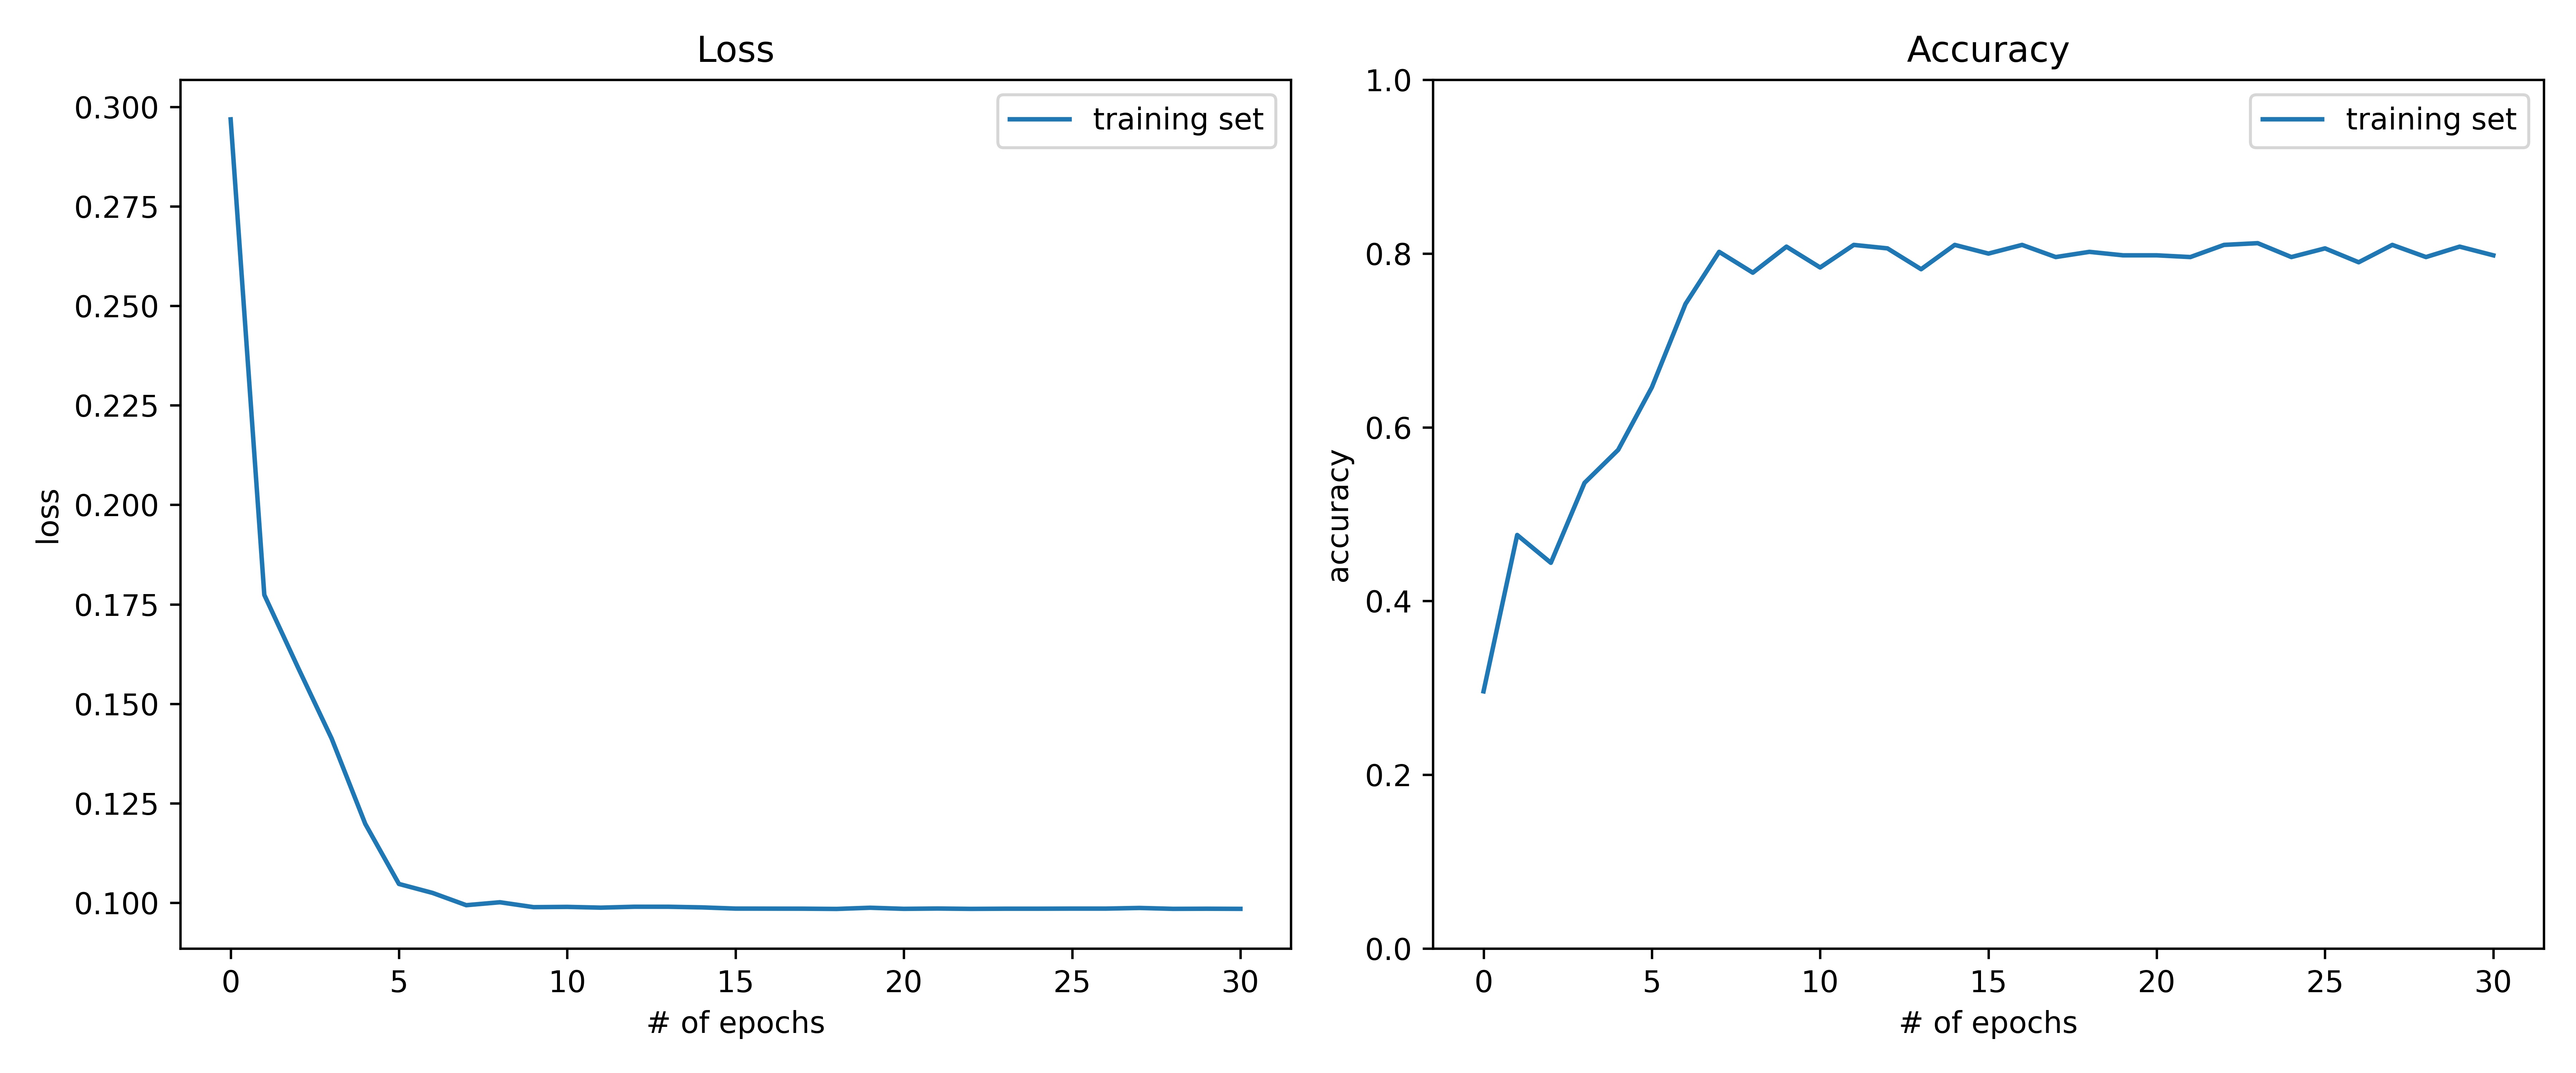 Loss
0.300
0.275
0.250
0.225
0.200
0.175
0.150
0.125
0.100
loss
0 5 10 15 20 25 30
# of epochs
training set
Accuracy
1.0
0.8
0.6
0.4
0.2
0.0
accuracy
0 5 10 15 20 25 30
# of epochs
training set